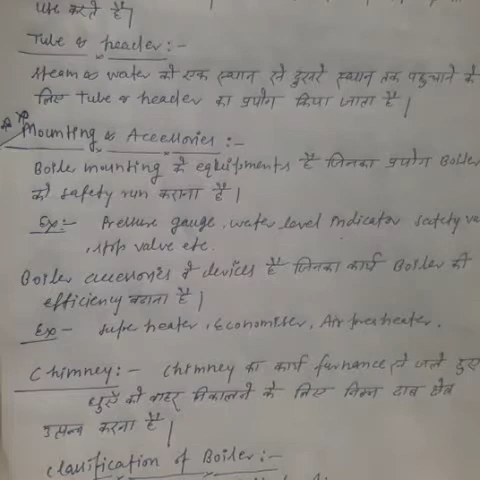 use करते है|
Tube & header:-
steam & water को एक स्थान से दुसरे स्थान तक पहुचाने के
लिए Tube & header का प्रयोग किया जाता है|
Mounting & Accessories:-
Boiler mounting वे equipments है जिनका प्रयोग Boiler
को safety run कराना है|
Ex:- Pressure gauge, water level indicator safety va
, stop valve etc.
Boiler accessories वे devices है जिनका कार्य Boiler की
efficiency बढाना है|
Ex- Supe heater, Economiser, Air preheater.
Chimney:- Chimney का कार्य furnance से जले हुए
धुएँ को बाहर निकालने के लिए निम्न दाब क्षेत्र
उत्पन्न करना है|
Classification of Boiler:-